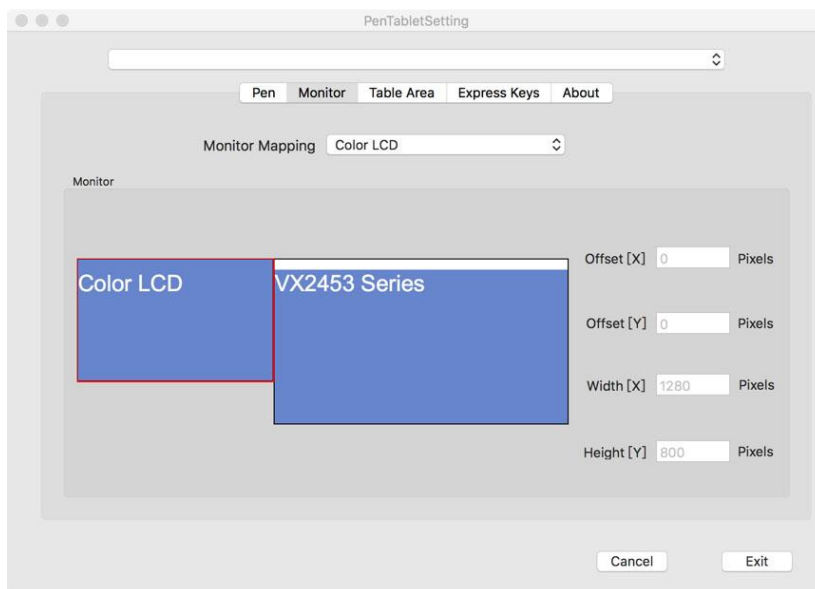 PenTabletSetting
Pen Monitor Table Area Express Keys About
Monitor Mapping Color LCD
Monitor
Color LCD VX2453 Series
Offset [X] 0 Pixels
Offset [Y] 0 Pixels
Width [X] 1280 Pixels
Height [Y] 800 Pixels
Cancel Exit